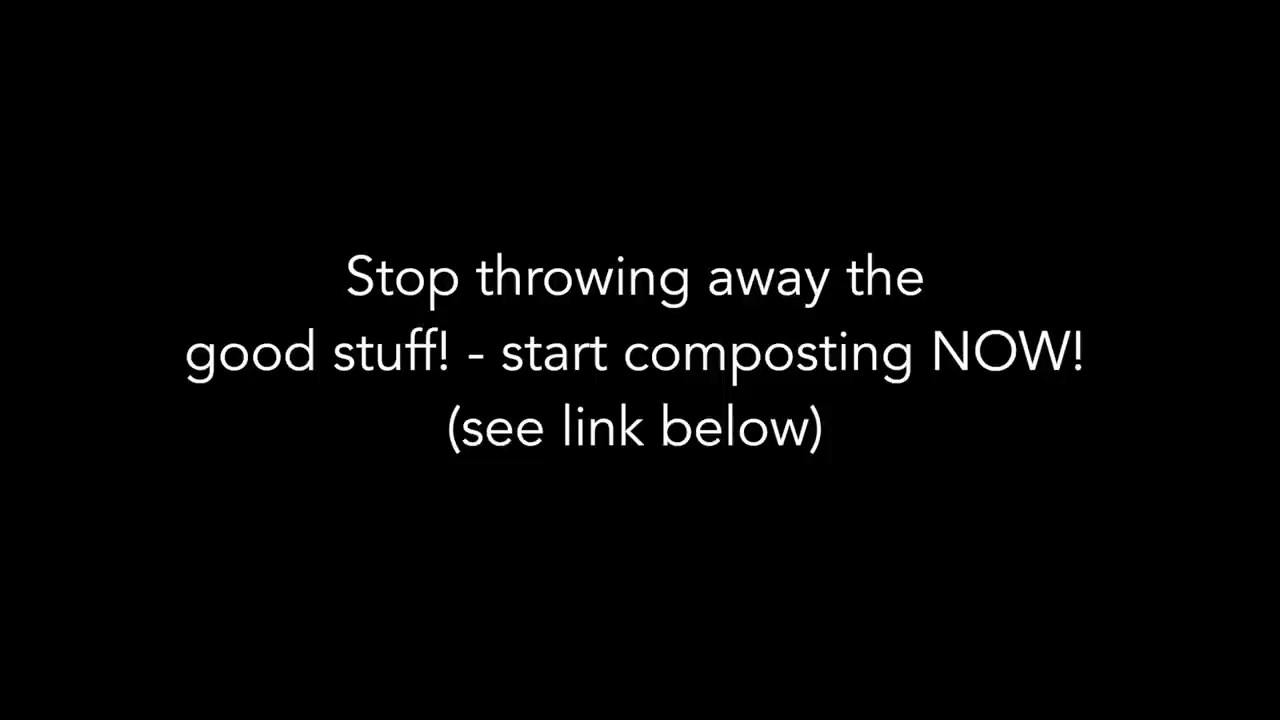 Stop throwing away the
good stuff! - start composting NOW!
(see link below)